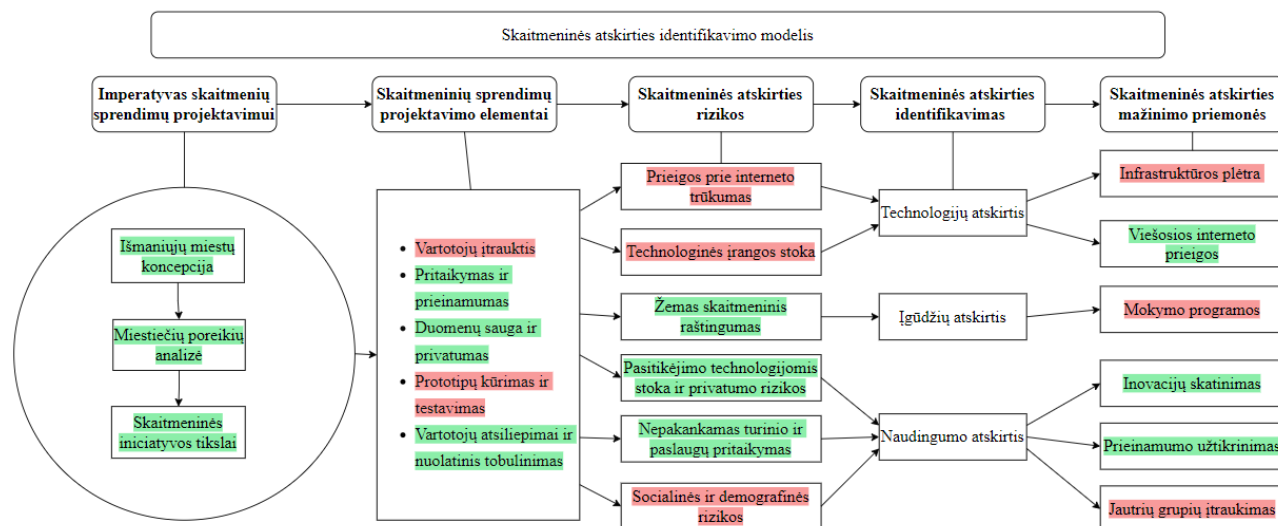 Skaitmeninės atskirties identifikavimo modelis
Imperatyvas skaitmenių
sprendimų projektavimui
Skaitmeninių sprendimų
projektavimo elementai
Skaitmeninės atskirties
rizikos
Skaitmeninės atskirties
identifikavimas
Skaitmeninės atskirties
mažinimo priemonės
Išmaniųjų miestų
koncepcija
Miestiečių poreikių
analizė
Skaitmeninės
iniciatyvos tikslai
Vartotojų įtrauktis
Pritaikymas ir
prieinamumas
Duomenų sauga ir
privatumas
Prototipų kūrimas ir
testavimas
Vartotojų atsiliepimai ir
nuolatinis tobulinimas
Prieigos prie interneto
trūkumas
Technologinės įrangos stoka
Žemas skaitmeninis
raštingumas
Pasitikėjimo technologijomis
stoka ir privatumo rizikos
Nepakankamas turinio ir
paslaugų pritaikymas
Socialinės ir demografinės
rizikos
Technologijų atskirtis
Įgūdžių atskirtis
Naudingumo atskirtis
Infrastruktūros plėtra
Viešosios interneto
prieigos
Mokymo programos
Inovacijų skatinimas
Prieinamumo užtikrinimas
Jautrių grupių įtraukimas